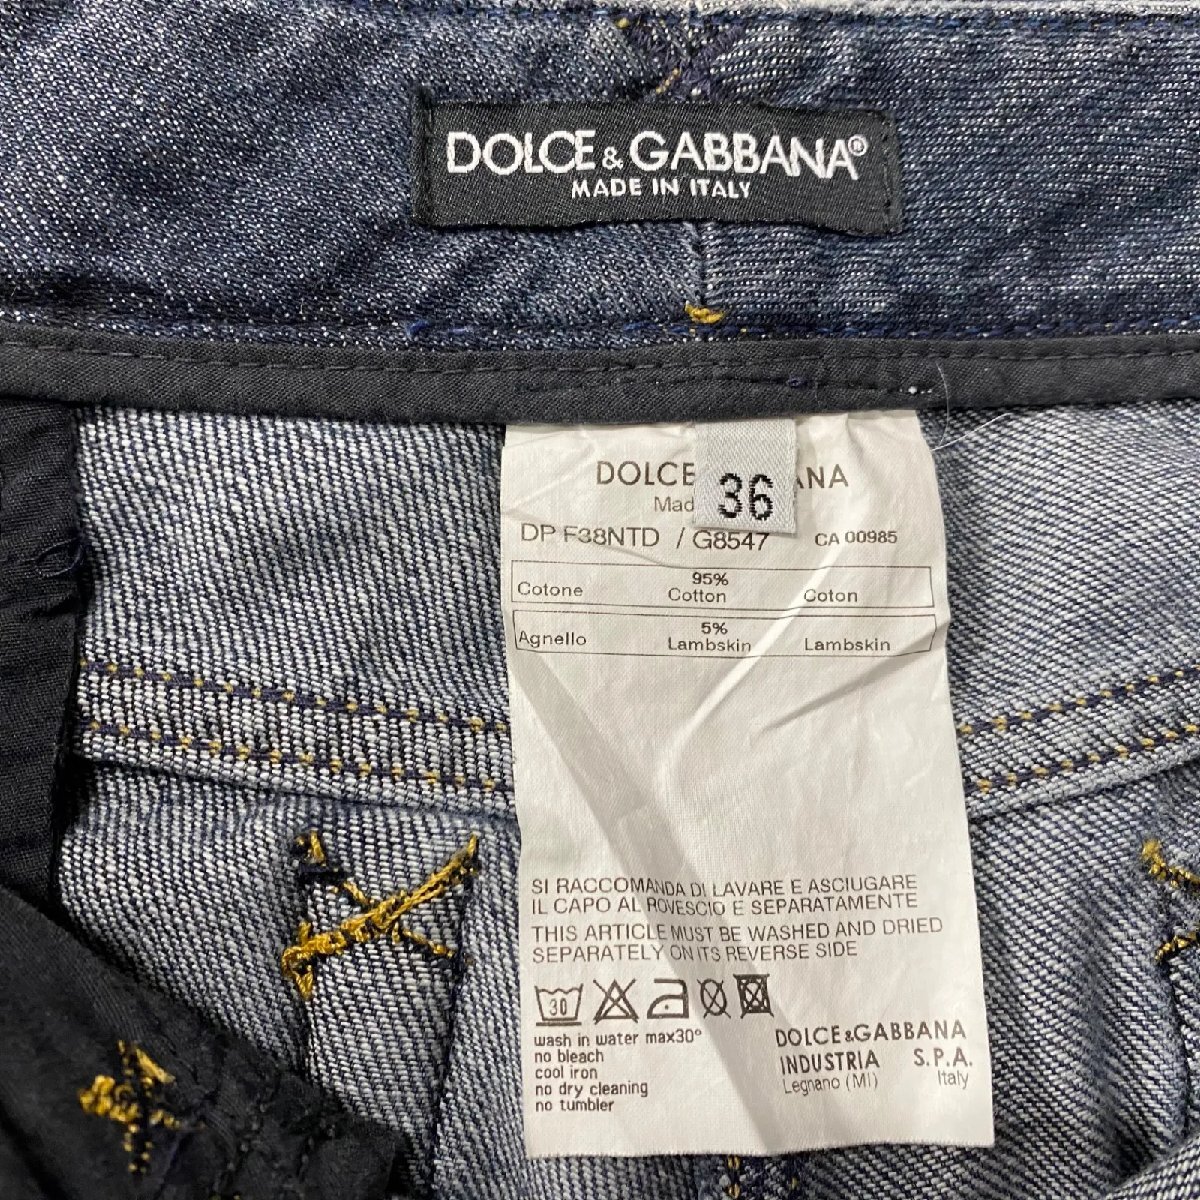 DOLCE & GABBANA®
MADE IN ITALY
DOLCE NA
Mad
36
DP F38NTD / G8547 CA 00985
95%
Cotone Cotton Coton
5%
Agnello Lambskin Lambskin
SI RACCOMANDA DI LAVARE E ASCIUGARE
IL CAPO AL ROVESCIO E SEPARATAMENTE
THIS ARTICLE MUST BE WASHED AND DRIED
SEPARATELY ON ITS REVERSE SIDE
30
wash in water max30°
no bleach
cool iron
no dry cleaning
no tumbler
DOLCE&GABBANA
INDUSTRIA S.P.A.
Legnano (MI) Italy